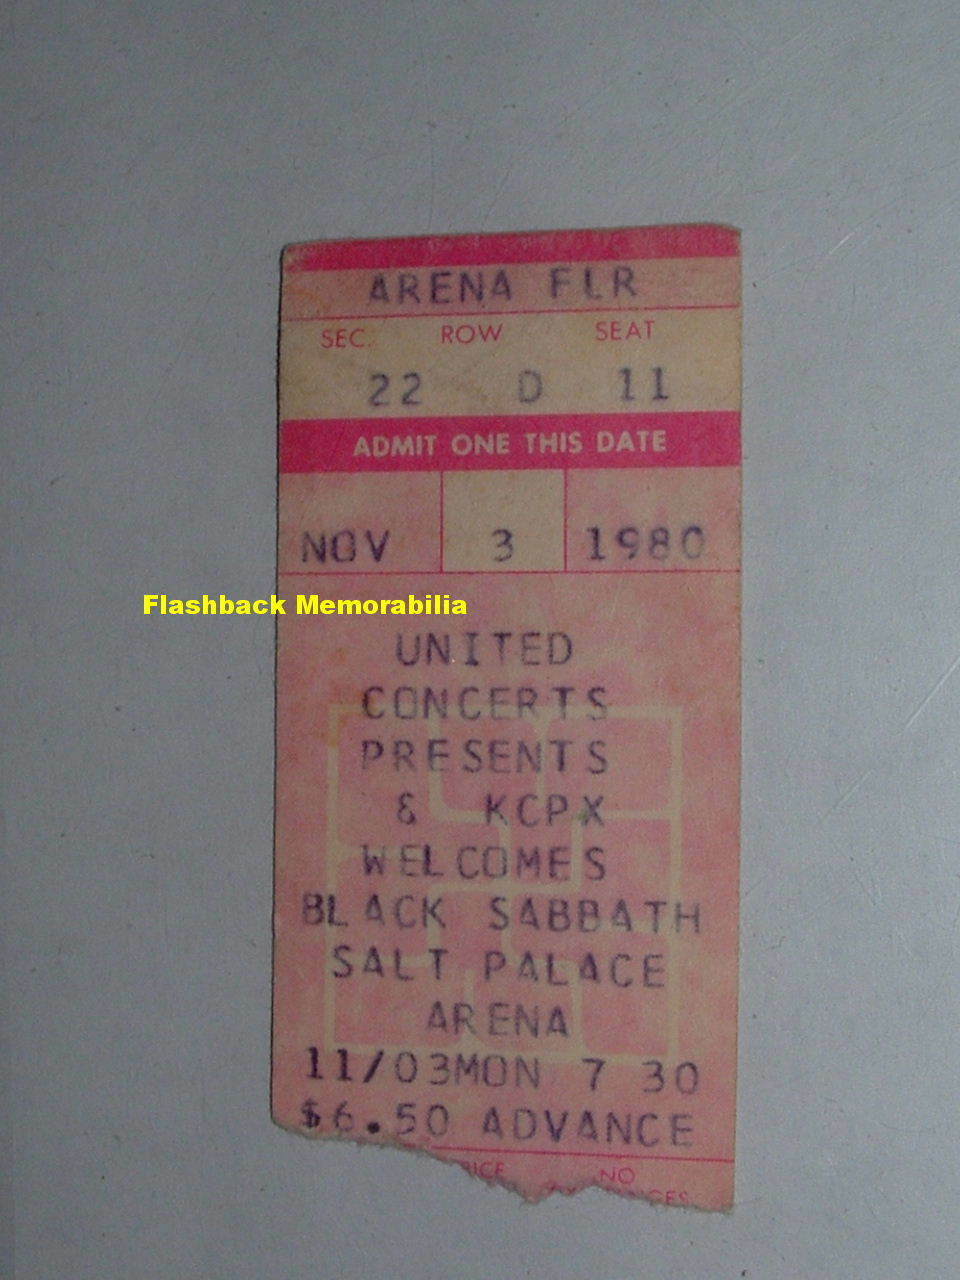 ARENA FLR
SEC. ROW SEAT
22 D 11
ADMIT ONE THIS DATE
NOV 3 1980
Flashback Memorabilia
UNITED
CONCERTS
PRESENTS
& KCPX
WELCOMES
BLACK SABBATH
SALT PALACE
ARENA
11/03MON 7 30
$6.50 ADVANCE
NO